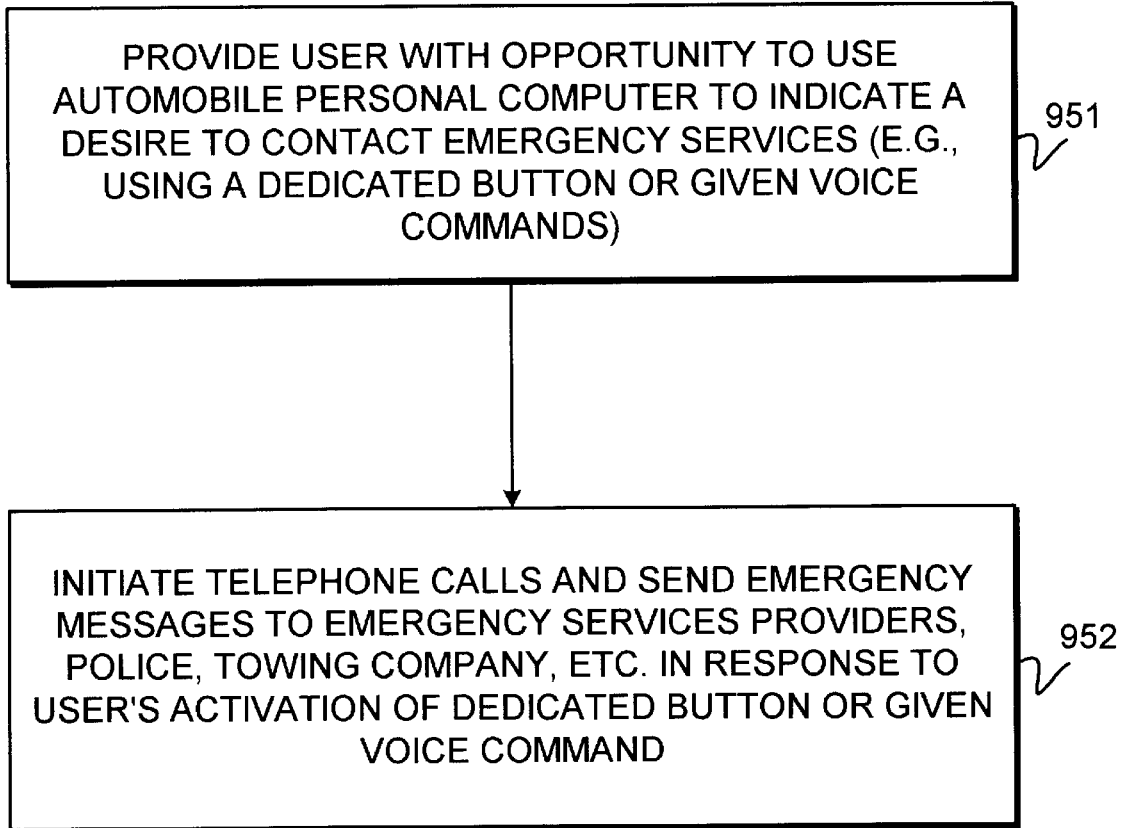 PROVIDE USER WITH OPPORTUNITY TO USE
AUTOMOBILE PERSONAL COMPUTER TO INDICATE A
DESIRE TO CONTACT EMERGENCY SERVICES (E.G.,
USING A DEDICATED BUTTON OR GIVEN VOICE
COMMANDS)
951
INITIATE TELEPHONE CALLS AND SEND EMERGENCY
MESSAGES TO EMERGENCY SERVICES PROVIDERS,
POLICE, TOWING COMPANY, ETC. IN RESPONSE TO
USER'S ACTIVATION OF DEDICATED BUTTON OR GIVEN
VOICE COMMAND
952